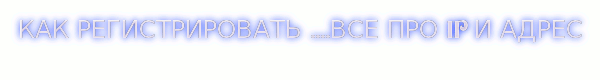 КАК РЕГИСТРИРОВАТЬ .....ВСЕ ПРО IP И АДРЕС